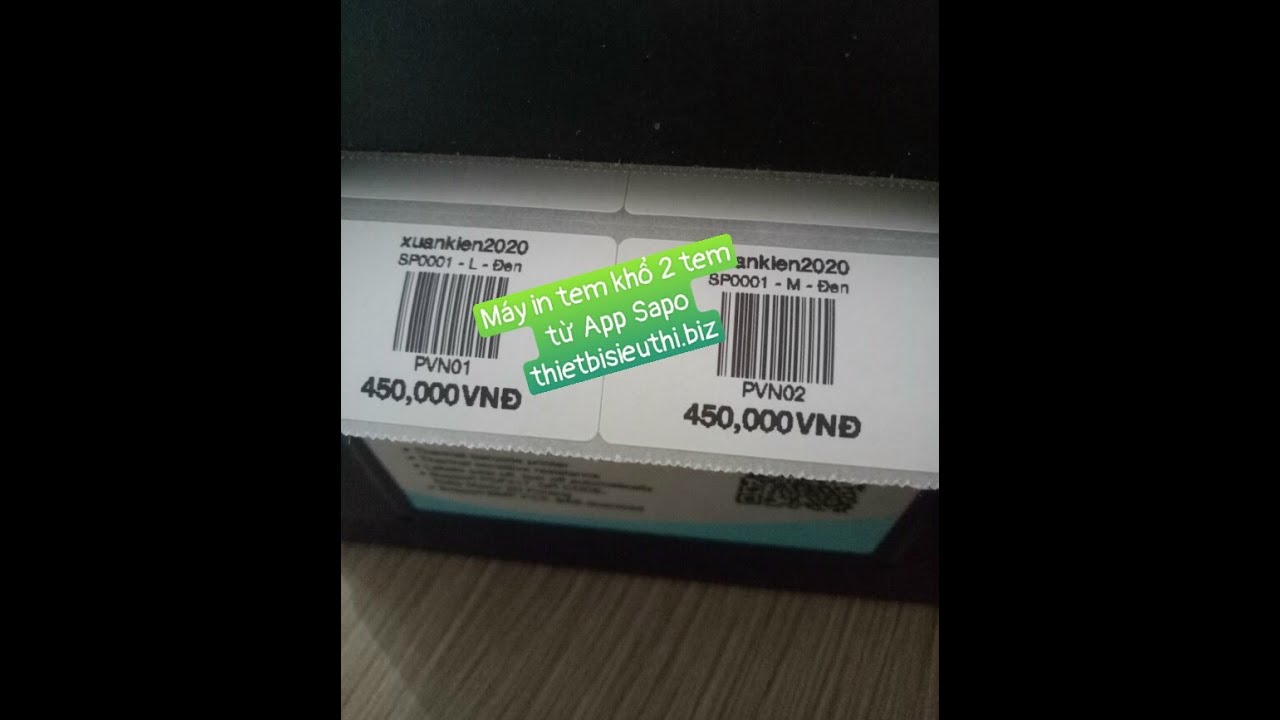 xuankien2020
SP0001 - L - Đen
PVN01
450,000VNĐ
ankien2020
SP0001 - M - Đen
PVN02
450,000VNĐ
Máy in tem khổ 2 tem
từ App Sapo
thietbisieuthi.biz